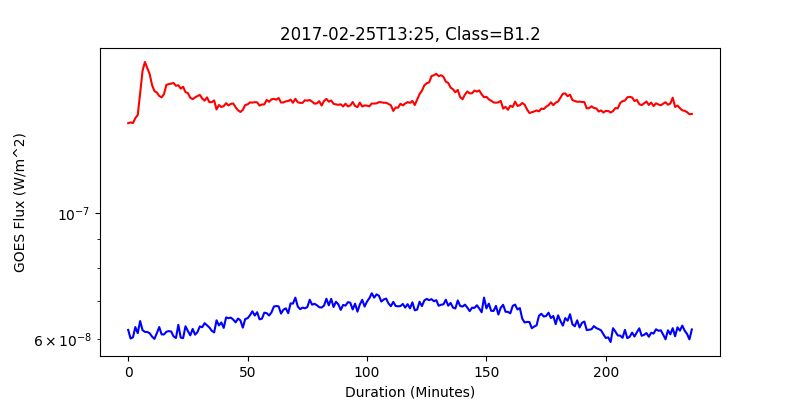 2017-02-25T13:25, Class=B1.2
GOES Flux (W/m^2)
10⁻⁷
6 × 10⁻⁸
0 50 100 150 200
Duration (Minutes)